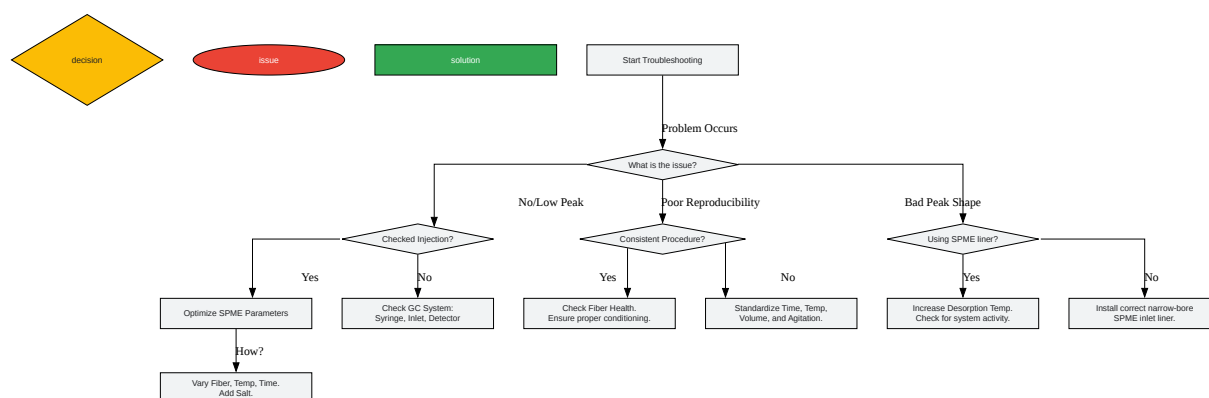 decision
issue
solution
Start Troubleshooting
Problem Occurs
What is the issue?
No/Low Peak
Poor Reproducibility
Bad Peak Shape
Checked Injection?
Consistent Procedure?
Using SPME liner?
Yes
No
Yes
No
Yes
No
Optimize SPME Parameters
Check GC System:
Syringe, Inlet, Detector
Check Fiber Health.
Ensure proper conditioning.
Standardize Time, Temp,
Volume, and Agitation.
Increase Desorption Temp.
Check for system activity.
Install correct narrow-bore
SPME inlet liner.
How?
Vary Fiber, Temp, Time.
Add Salt.